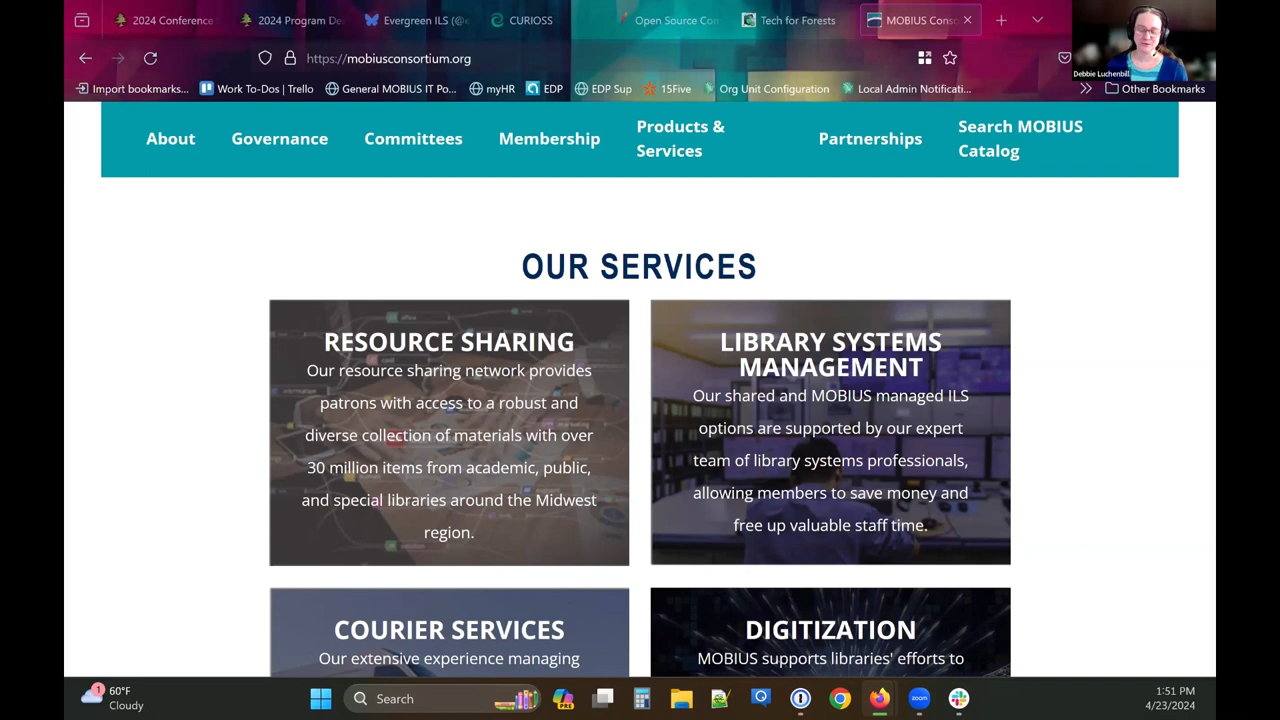 2024 Conference
2024 Program De
Evergreen ILS (@e
CURIOSS
Open Source Con
Tech for Forests
MOBIUS Conso
https://mobiusconsortium.org
Debbie Luchenbill
Import bookmarks...
Work To-Dos | Trello
General MOBIUS IT Po...
myHR
EDP
EDP Sup
15Five
Org Unit Configuration
Local Admin Notificati...
Other Bookmarks
About
Governance
Committees
Membership
Products &
Services
Partnerships
Search MOBIUS
Catalog
OUR SERVICES
RESOURCE SHARING
Our resource sharing network provides
patrons with access to a robust and
diverse collection of materials with over
30 million items from academic, public,
and special libraries around the Midwest
region.
LIBRARY SYSTEMS
MANAGEMENT
Our shared and MOBIUS managed ILS
options are supported by our expert
team of library systems professionals,
allowing members to save money and
free up valuable staff time.
COURIER SERVICES
Our extensive experience managing
DIGITIZATION
MOBIUS supports libraries' efforts to
1
60°F
Cloudy
Search
PRE
zoom
1:51 PM
4/23/2024